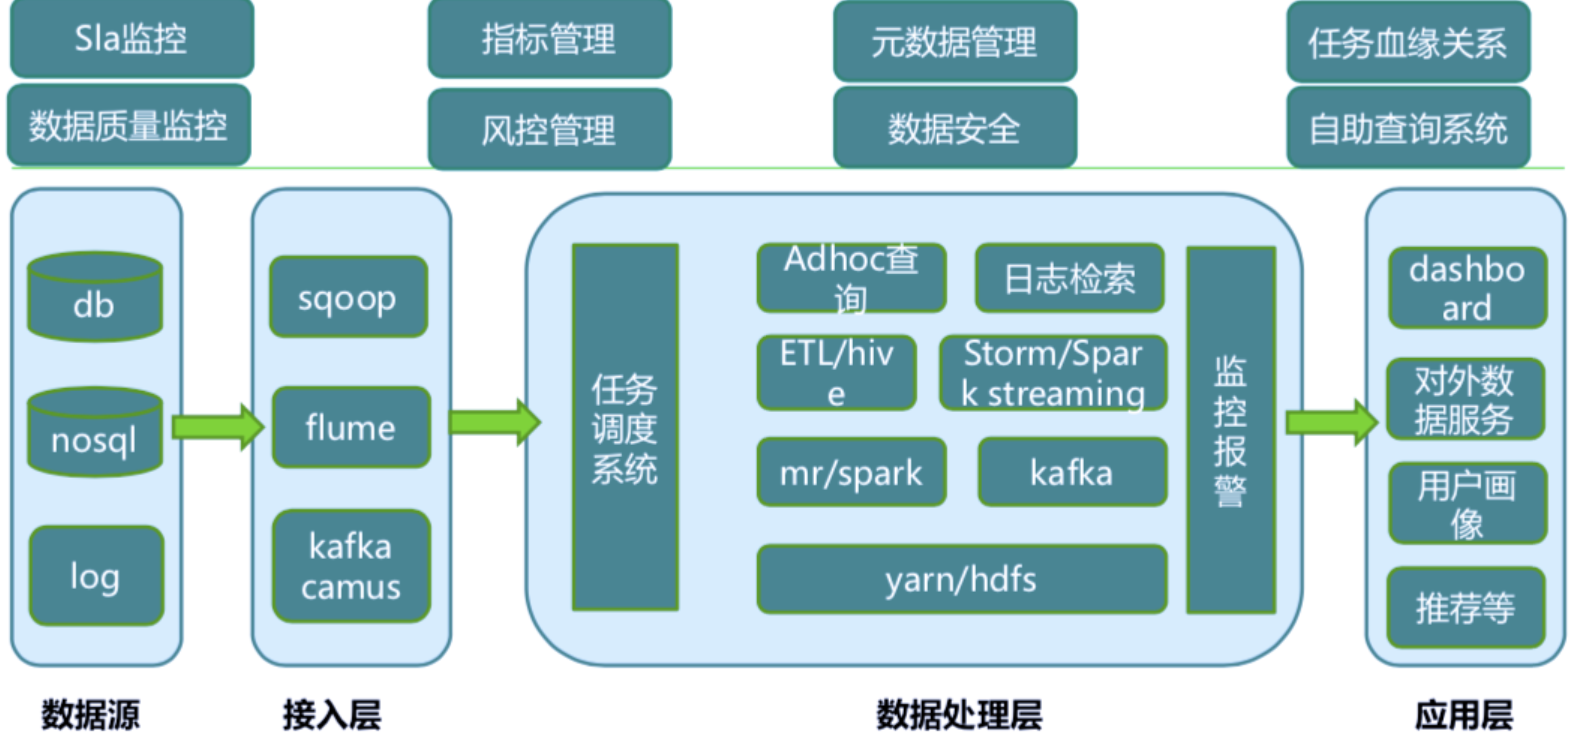 Sla监控
指标管理
元数据管理
任务血缘关系
数据质量监控
风控管理
数据安全
自助查询系统
db
nosql
log
sqoop
flume
kafka
camus
任务
调度
系统
Adhoc查
询
日志检索
ETL/hiv
e
Storm/Spar
k streaming
mr/spark
kafka
yarn/hdfs
监
控
报
警
dashbo
ard
对外数
据服务
用户画
像
推荐等
数据源
接入层
数据处理层
应用层